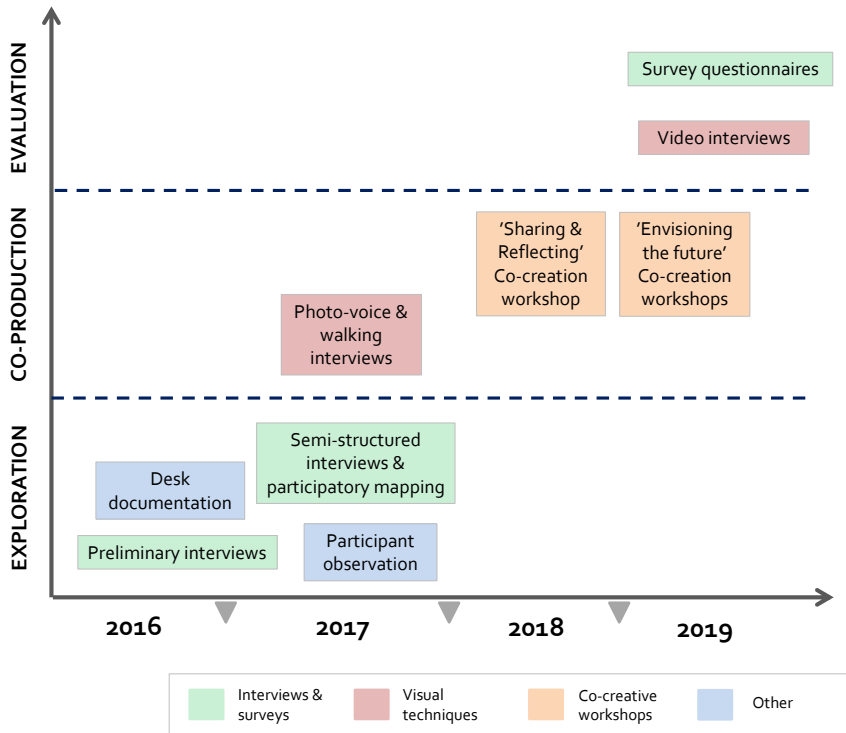 EVALUATION
Survey questionnaires
Video interviews
CO-PRODUCTION
'Sharing &
Reflecting'
Co-creation
workshop
'Envisioning
the future'
Co-creation
workshops
Photo-voice &
walking
interviews
EXPLORATION
Semi-structured
interviews &
participatory mapping
Desk
documentation
Preliminary interviews
Participant
observation
2016
2017
2018
2019
Interviews &
surveys
Visual
techniques
Co-creative
workshops
Other